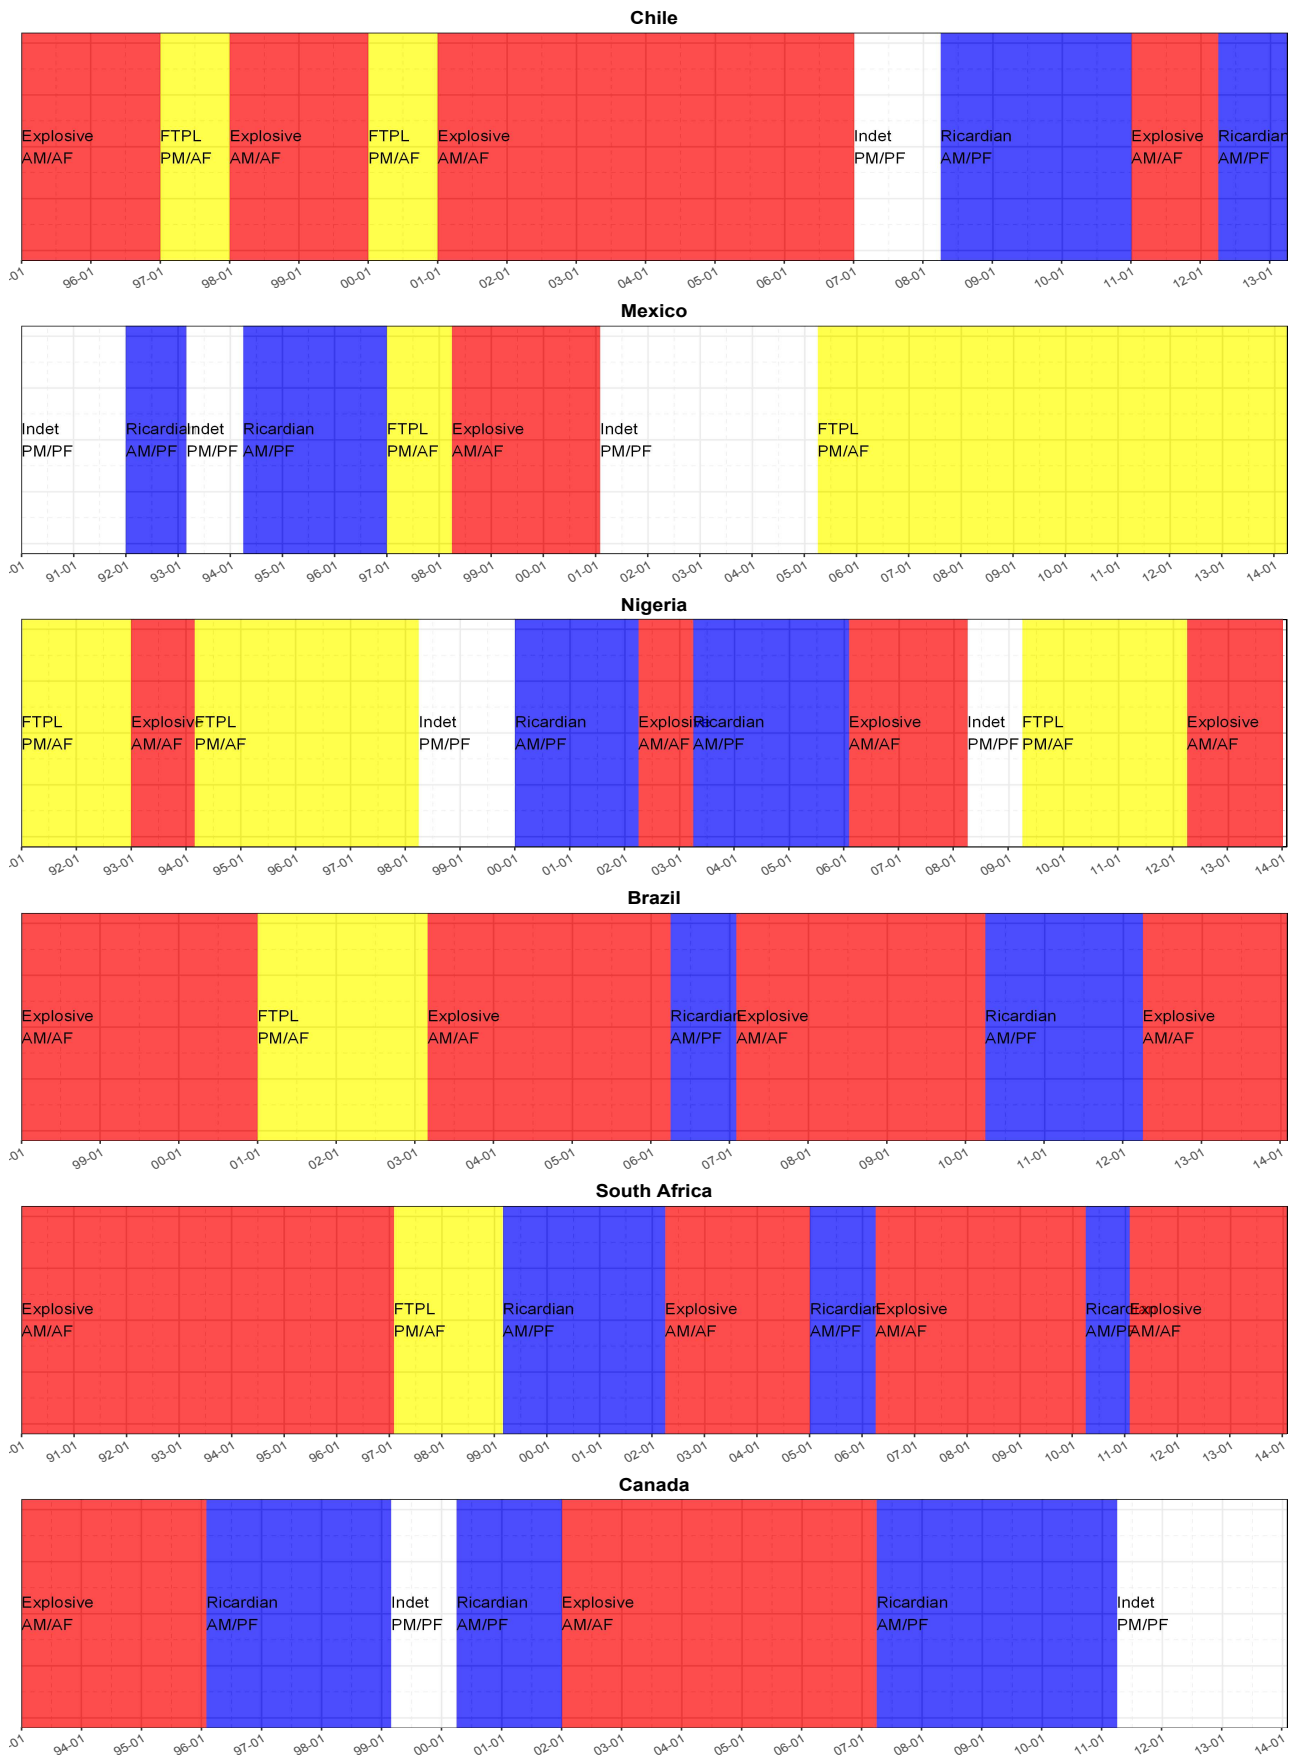 Chile
Explosive FTPL Explosive FTPL Explosive Indet Ricardian Explosive Ricardian
AM/AF PM/AF AM/AF PM/AF AM/AF PM/PF AM/PF AM/AF AM/PF
-01 96-01 97-01 98-01 99-01 00-01 01-01 02-01 03-01 04-01 05-01 06-01 07-01 08-01 09-01 10-01 11-01 12-01 13-01
Mexico
Indet Ricardian Indet Ricardian FTPL Explosive Indet FTPL
PM/PF AM/PF PM/PF AM/PF PM/AF AM/AF PM/PF PM/AF
-01 91-01 92-01 93-01 94-01 95-01 96-01 97-01 98-01 99-01 00-01 01-01 02-01 03-01 04-01 05-01 06-01 07-01 08-01 09-01 10-01 11-01 12-01 13-01 14-01
Nigeria
FTPL Explosive FTPL Indet Ricardian Explosive Ricardian Explosive Indet FTPL Explosive
PM/AF AM/AF PM/AF PM/PF AM/PF AM/AF AM/PF AM/AF PM/PF PM/AF AM/AF
-01 92-01 93-01 94-01 95-01 96-01 97-01 98-01 99-01 00-01 01-01 02-01 03-01 04-01 05-01 06-01 07-01 08-01 09-01 10-01 11-01 12-01 13-01 14-01
Brazil
Explosive FTPL Explosive Ricardian Explosive Ricardian Explosive
AM/AF PM/AF AM/AF AM/PF AM/AF AM/PF AM/AF
-01 99-01 00-01 01-01 02-01 03-01 04-01 05-01 06-01 07-01 08-01 09-01 10-01 11-01 12-01 13-01 14-01
South Africa
Explosive FTPL Ricardian Explosive Ricardian Explosive Ricardian Explosive
AM/AF PM/AF AM/PF AM/AF AM/PF AM/AF AM/PF AM/AF
-01 91-01 92-01 93-01 94-01 95-01 96-01 97-01 98-01 99-01 00-01 01-01 02-01 03-01 04-01 05-01 06-01 07-01 08-01 09-01 10-01 11-01 12-01 13-01 14-01
Canada
Explosive Ricardian Indet Ricardian Explosive Ricardian Indet
AM/AF AM/PF PM/PF AM/PF AM/AF AM/PF PM/PF
-01 94-01 95-01 96-01 97-01 98-01 99-01 00-01 01-01 02-01 03-01 04-01 05-01 06-01 07-01 08-01 09-01 10-01 11-01 12-01 13-01 14-01